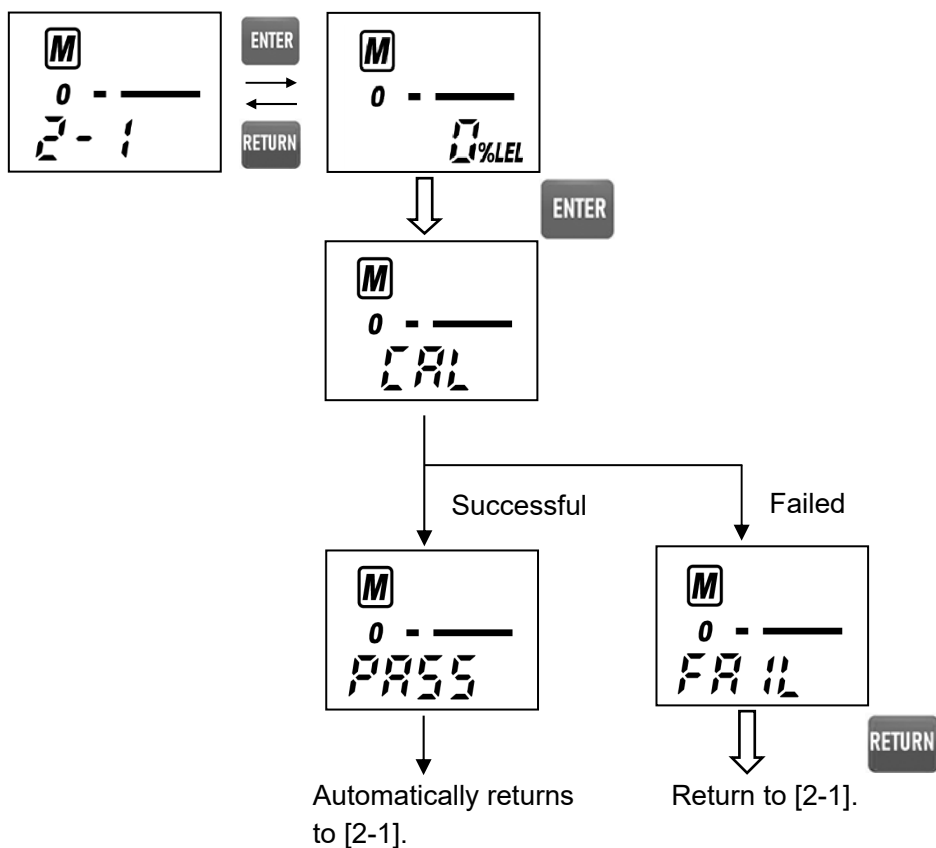 M
0
2-1
ENTER
RETURN
M
0
0%LEL
ENTER
M
0
CAL
Successful
Failed
M
0
PASS
M
0
FAIL
RETURN
Automatically returns
to [2-1].
Return to [2-1].